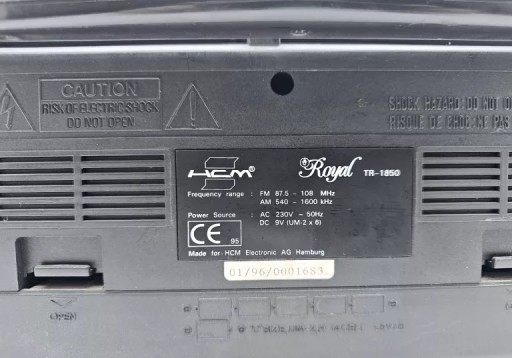 CAUTION
RISK OF ELECTRIC SHOCK
DO NOT OPEN
SHOCK HAZARD: DO NOT
RISQUE DE CHOC: NE PAS
HCM® Royal TR-1850
Frequency range : FM 87.5 - 108 MHz
AM 540 - 1600 kHz
Power Source : AC 230V - 50Hz
DC 9V (UM-2 x 6)
CE 95
Made for HCM Electronic AG Hamburg
01/96/0001683
OPEN